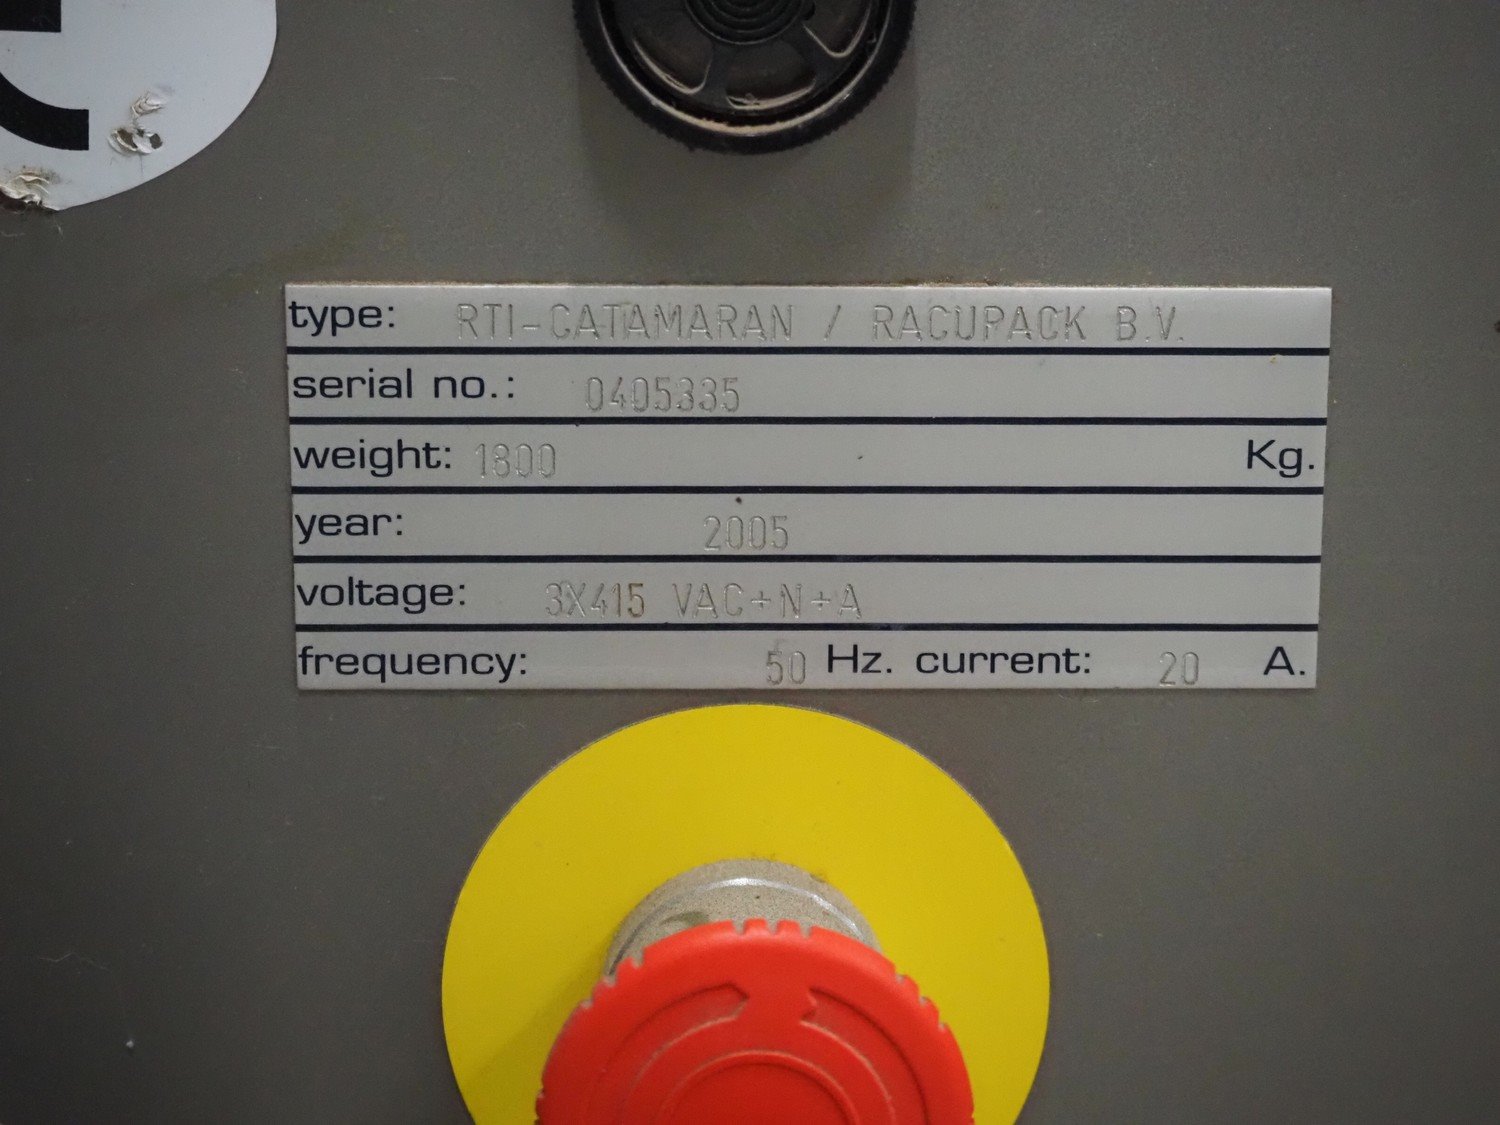 type: RTI-CATAMARAN / RACUPACK B.V.
serial no.: 0405335
weight: 1800 Kg.
year: 2005
voltage: 3X415 VAC+N+A
frequency: 50 Hz. current: 20 A.